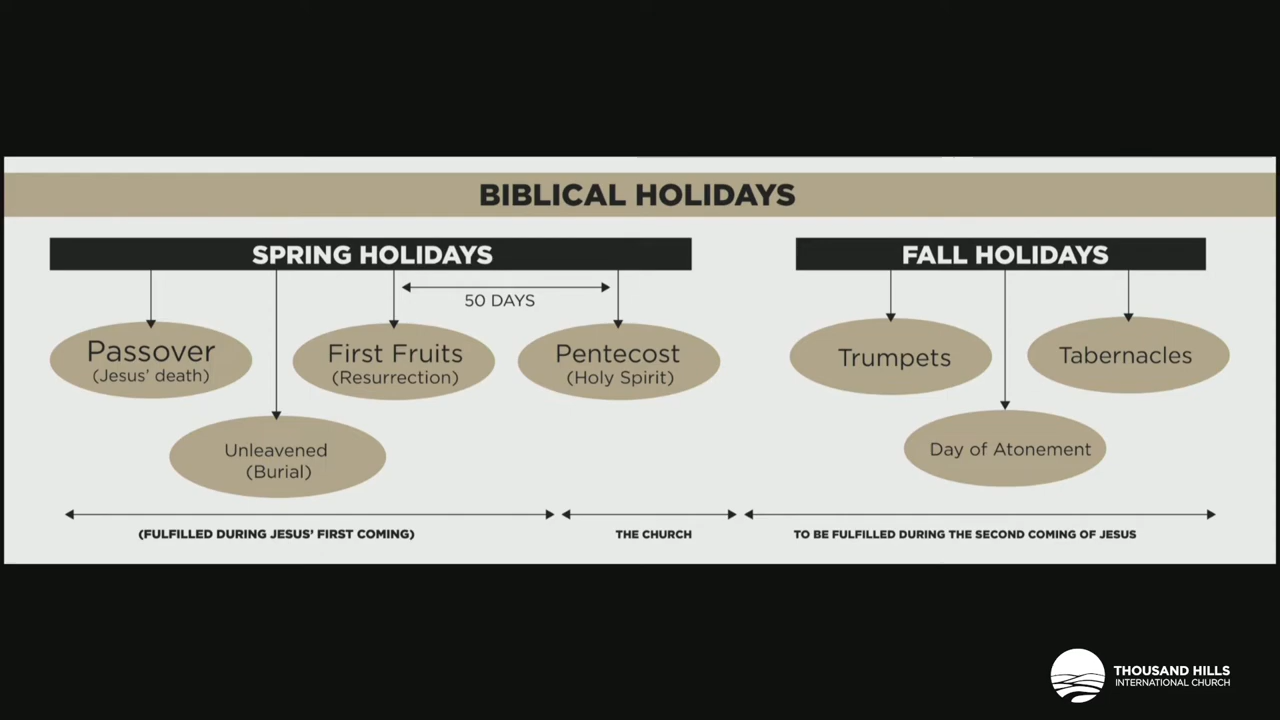 BIBLICAL HOLIDAYS
SPRING HOLIDAYS
FALL HOLIDAYS
50 DAYS
Passover
(Jesus' death)
First Fruits
(Resurrection)
Pentecost
(Holy Spirit)
Trumpets
Tabernacles
Unleavened
(Burial)
Day of Atonement
(FULFILLED DURING JESUS' FIRST COMING)
THE CHURCH
TO BE FULFILLED DURING THE SECOND COMING OF JESUS
THOUSAND HILLS
INTERNATIONAL CHURCH